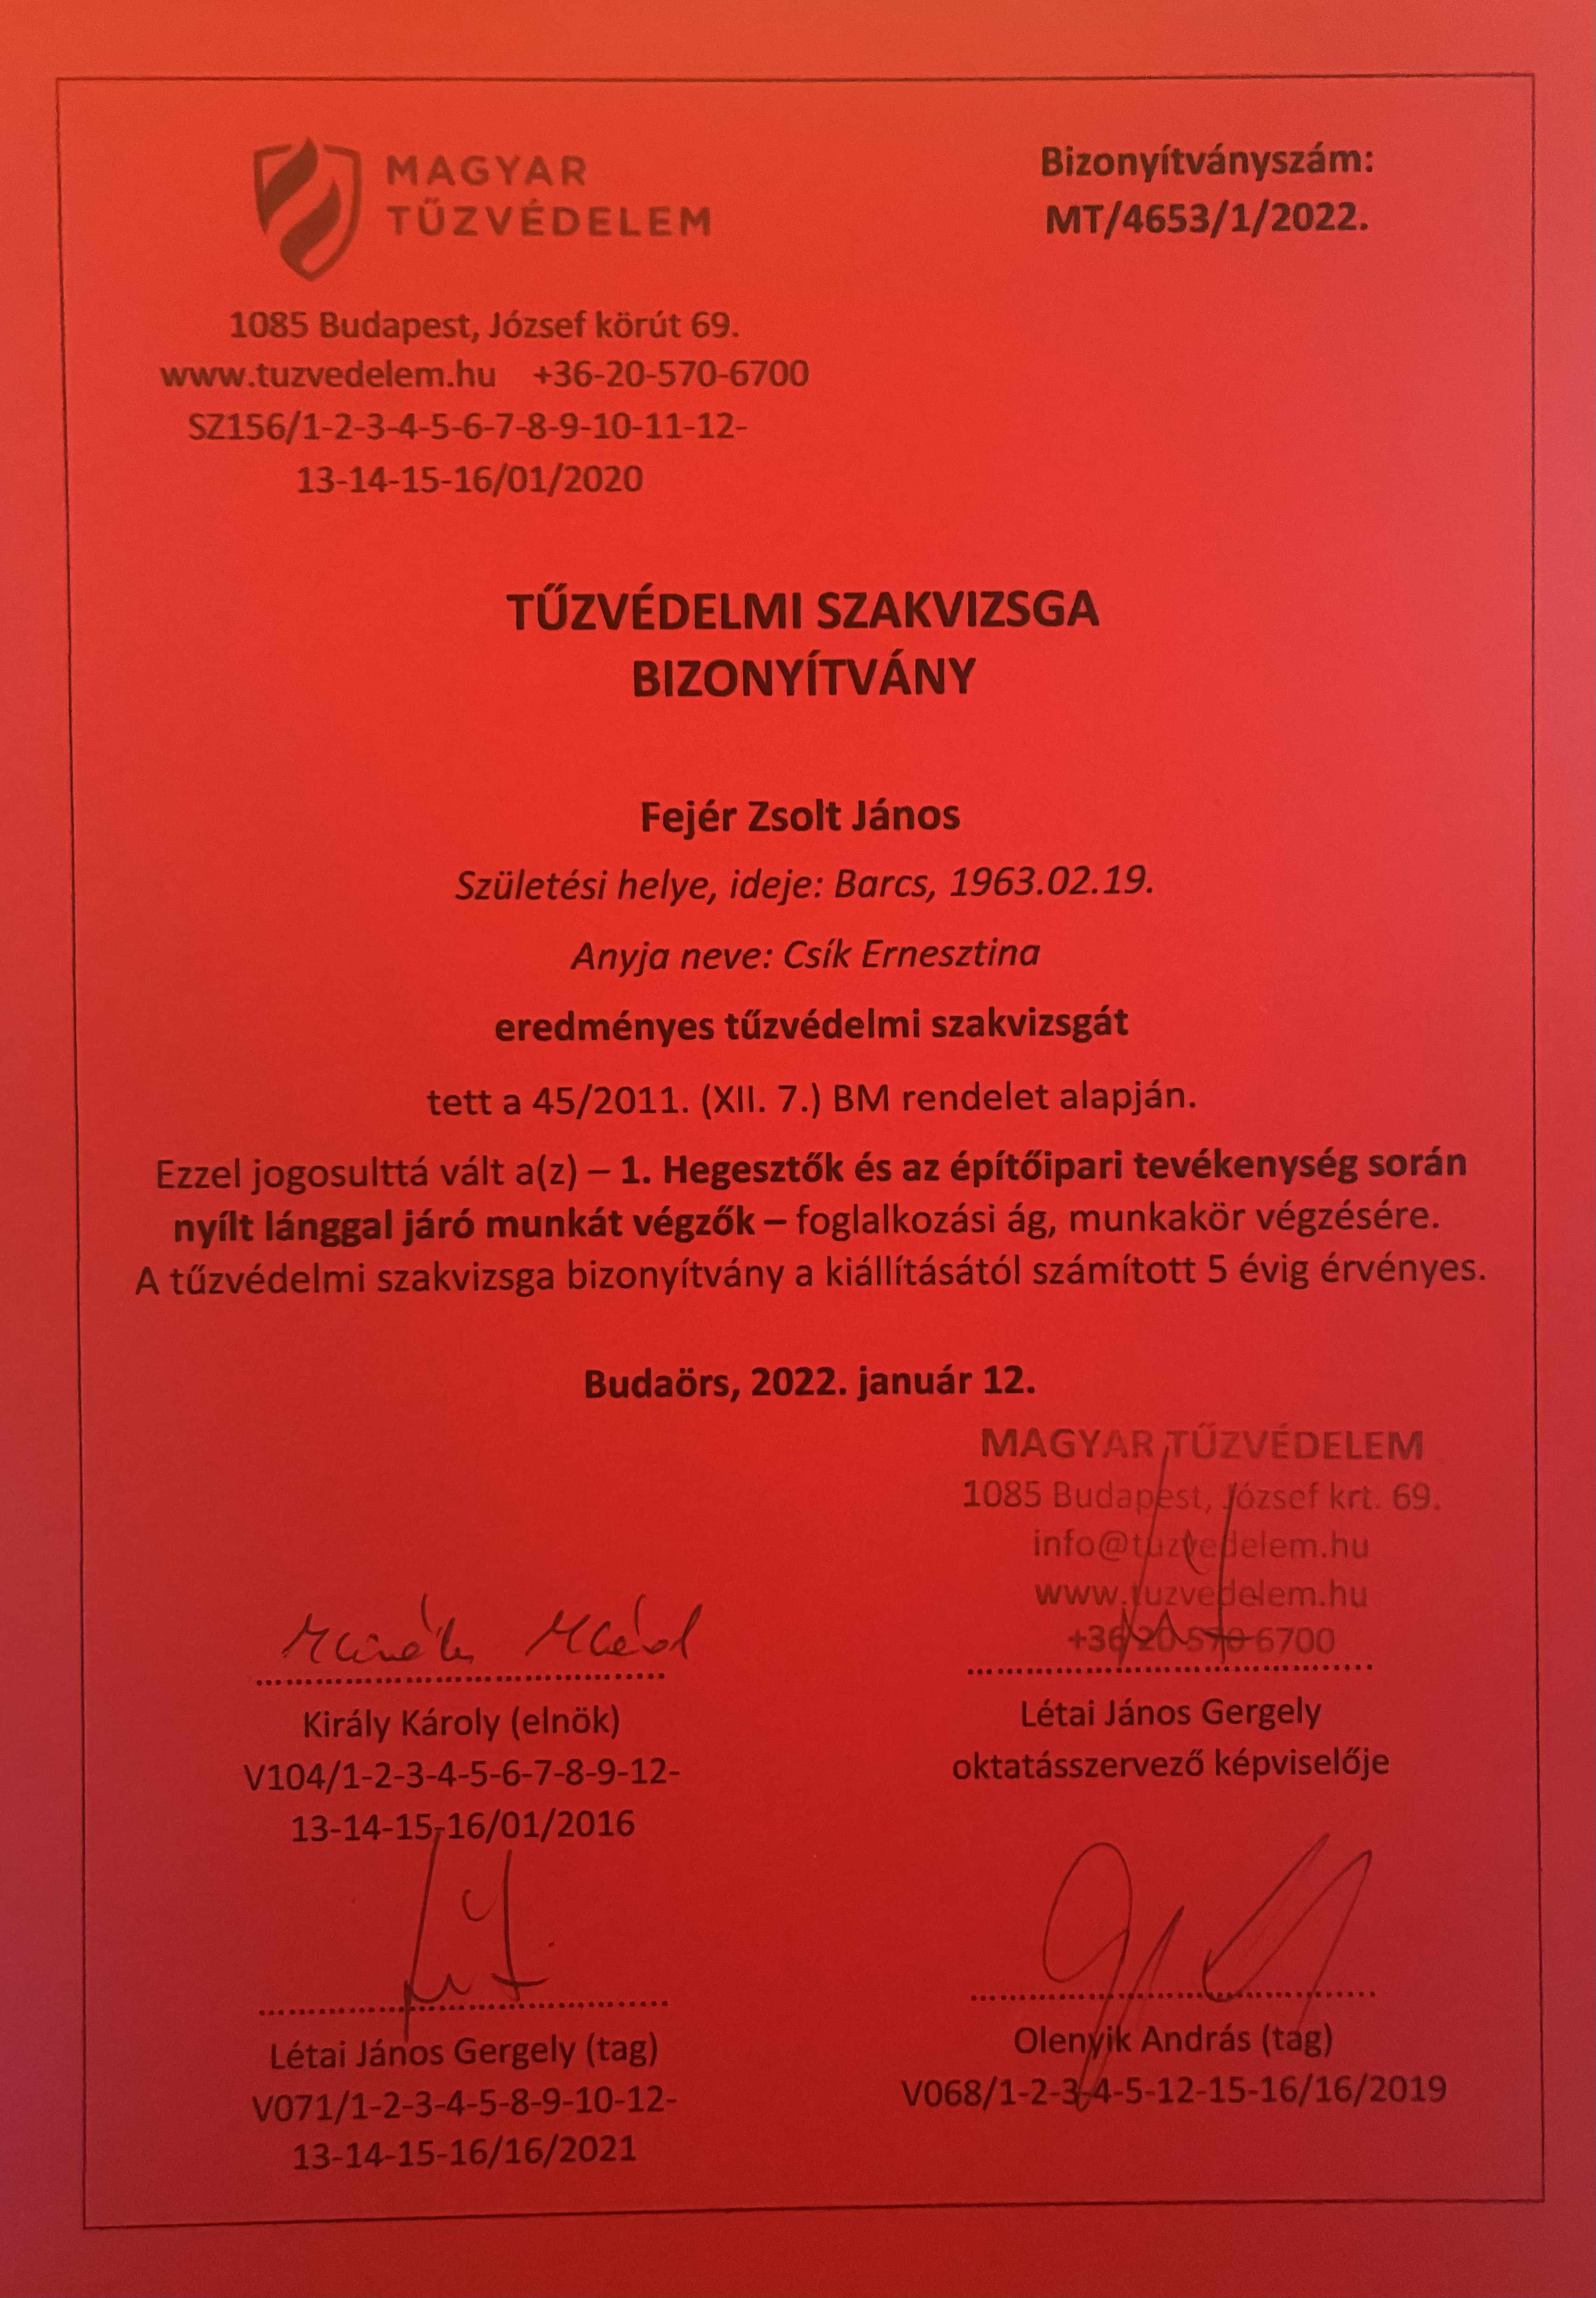 MAGYAR
TŰZVÉDELEM
Bizonyítványszám:
MT/4653/1/2022.
1085 Budapest, József körút 69.
www.tuzvedelem.hu +36-20-570-6700
SZ156/1-2-3-4-5-6-7-8-9-10-11-12-
13-14-15-16/01/2020
TŰZVÉDELMI SZAKVIZSGA
BIZONYÍTVÁNY
Fejér Zsolt János
Születési helye, ideje: Barcs, 1963.02.19.
Anyja neve: Csík Ernesztina
eredményes tűzvédelmi szakvizsgát
tett a 45/2011. (XII. 7.) BM rendelet alapján.
Ezzel jogosulttá vált a(z) – 1. Hegesztők és az építőipari tevékenység során
nyílt lánggal járó munkát végzők – foglalkozási ág, munkakör végzésére.
A tűzvédelmi szakvizsga bizonyítvány a kiállításától számított 5 évig érvényes.
Budaörs, 2022. január 12.
MAGYAR TŰZVÉDELEM
1085 Budapest, József krt. 69.
info@tuzvedelem.hu
www.tuzvedelem.hu
+36 20 570 6700
Király Károly
Király Károly (elnök)
V104/1-2-3-4-5-6-7-8-9-12-
13-14-15-16/01/2016
Létai János Gergely
oktatásszervező képviselője
Létai János Gergely (tag)
V071/1-2-3-4-5-8-9-10-12-
13-14-15-16/16/2021
Olenyik András (tag)
V068/1-2-3-4-5-12-15-16/16/2019